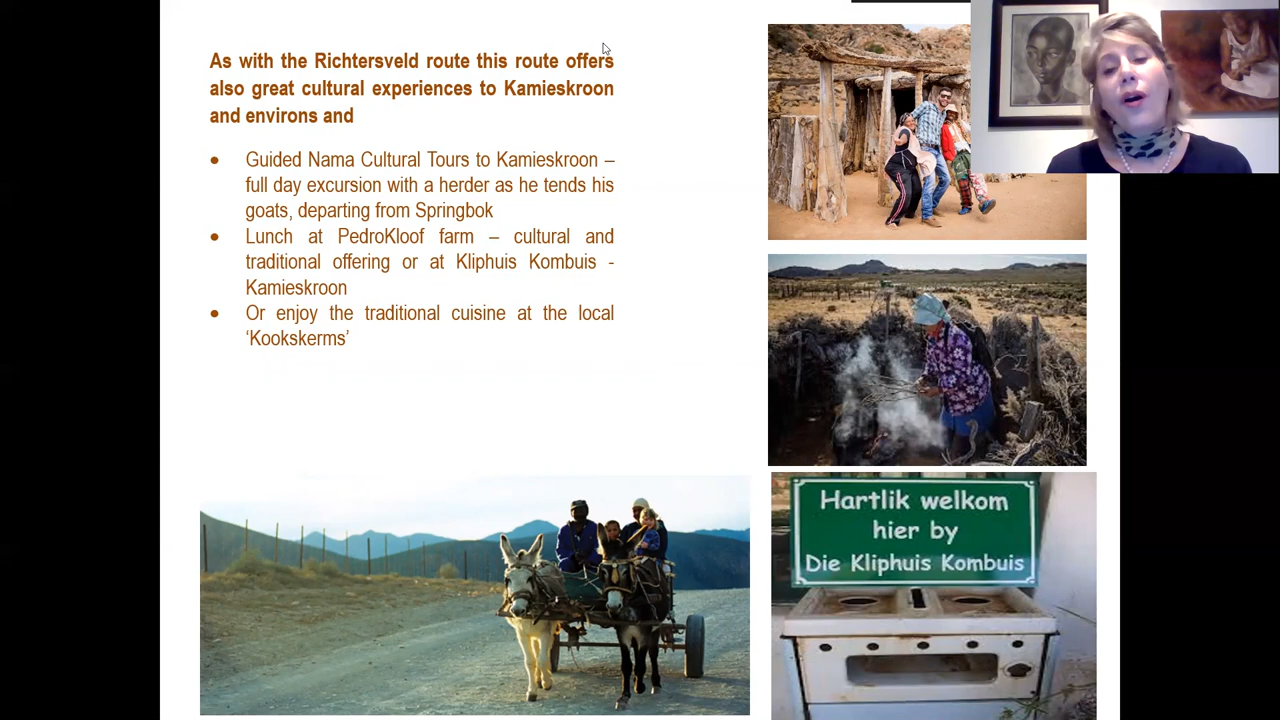 As with the Richtersveld route this route offers
also great cultural experiences to Kamieskroon
and environs and
• Guided Nama Cultural Tours to Kamieskroon –
full day excursion with a herder as he tends his
goats, departing from Springbok
• Lunch at PedroKloof farm – cultural and
traditional offering or at Kliphuis Kombuis -
Kamieskroon
• Or enjoy the traditional cuisine at the local
‘Kookskerms’
Hartlik welkom
hier by
Die Kliphuis Kombuis